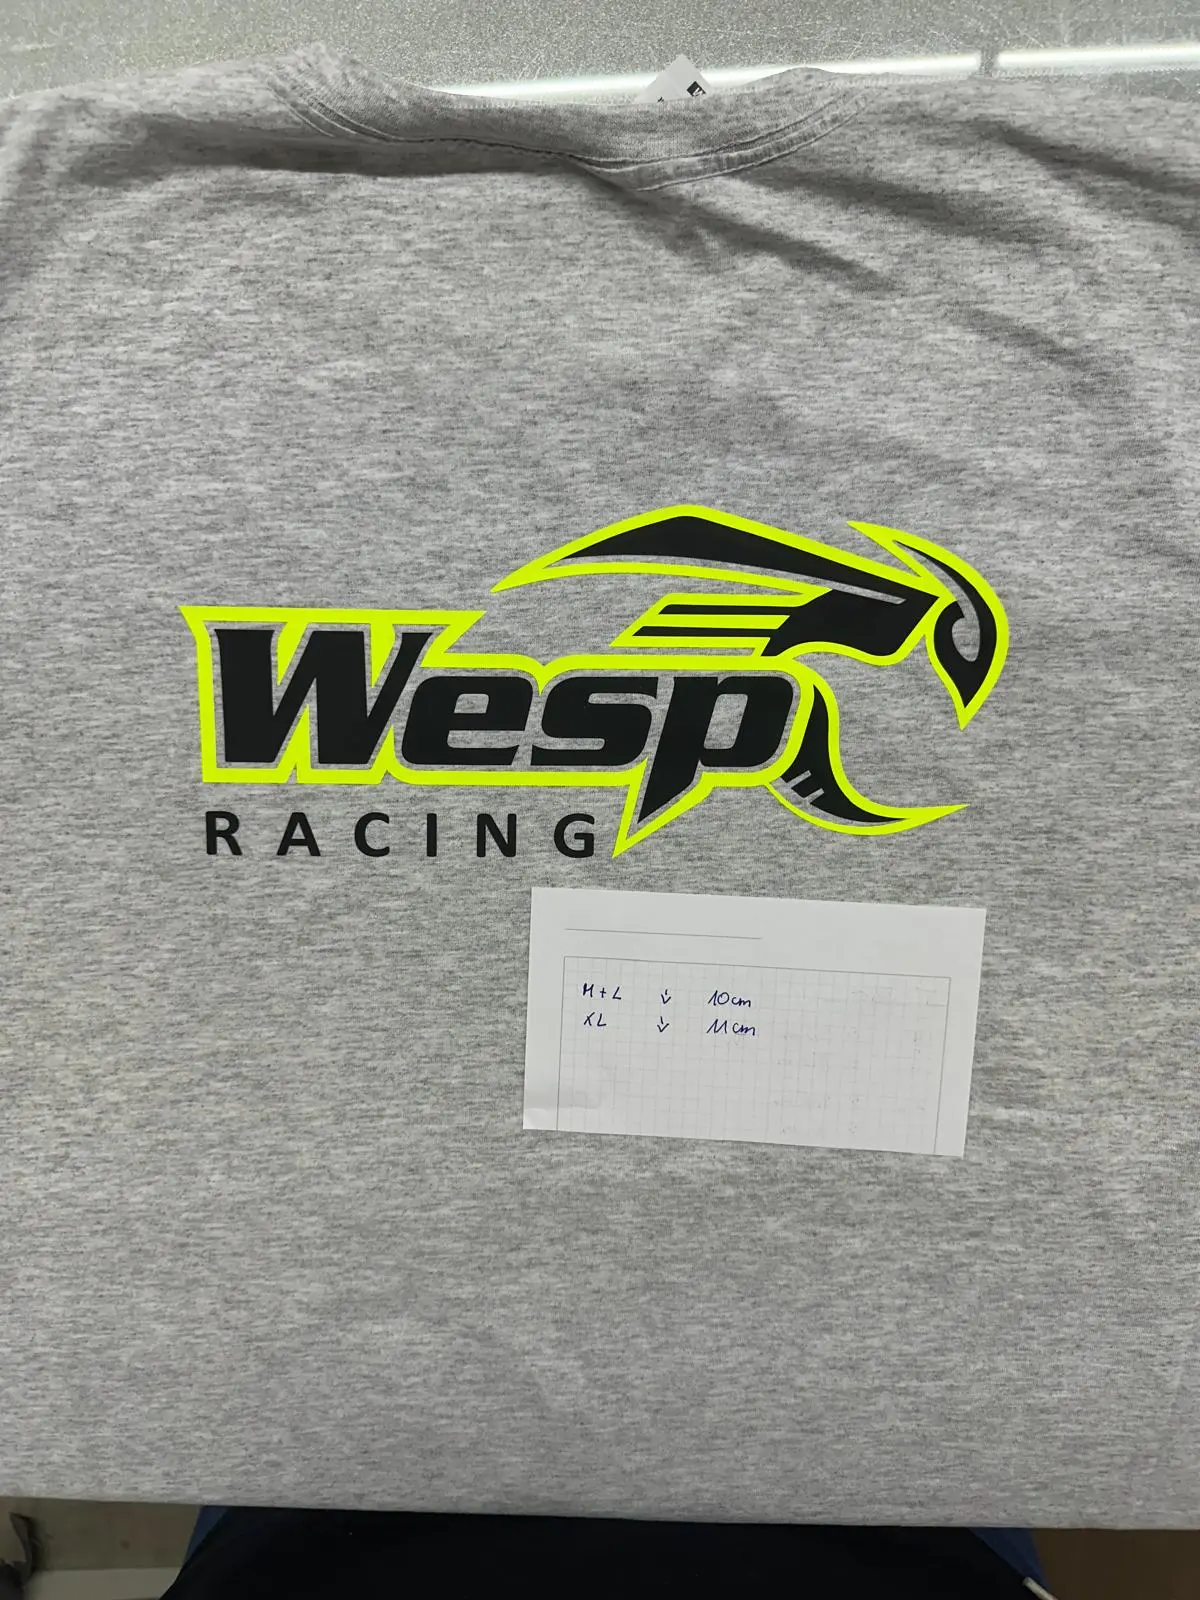 Wesp
RACING
M+L ↓ 10cm
XL ↓ 11cm